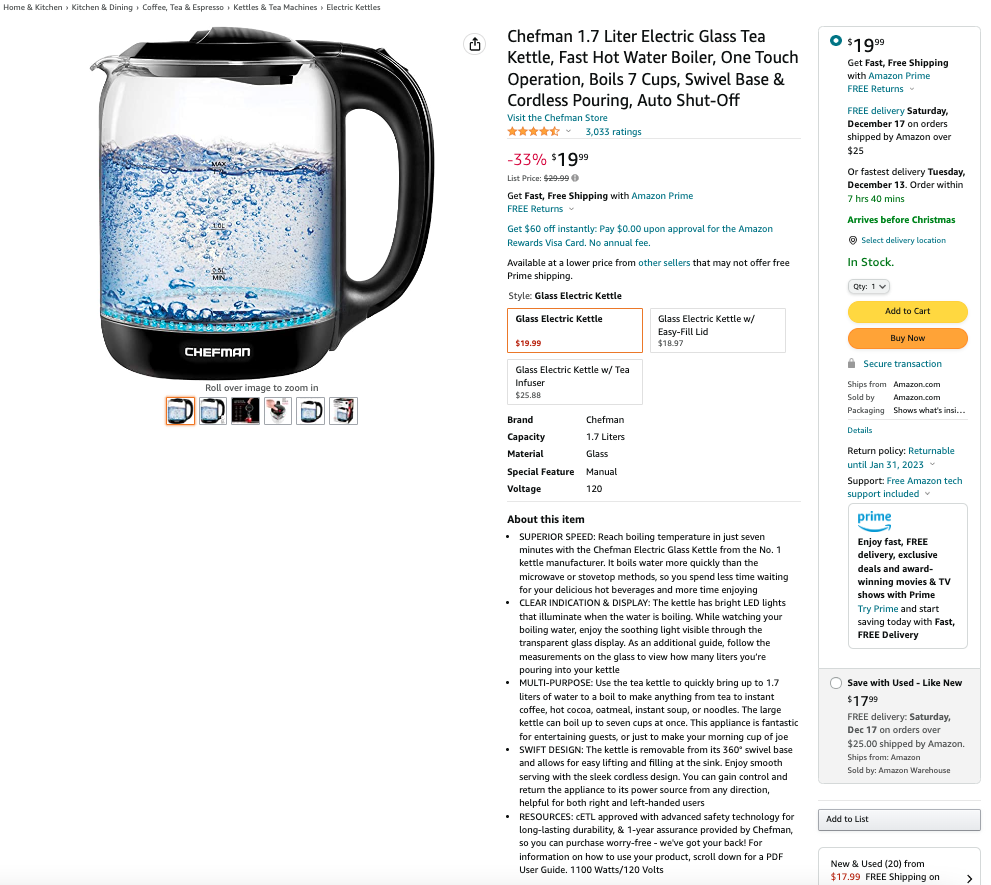 Home & Kitchen › Kitchen & Dining › Coffee, Tea & Espresso › Kettles & Tea Machines › Electric Kettles
MAX
1.0L
0.5L
MIN
CHEFMAN
Roll over image to zoom in
Chefman 1.7 Liter Electric Glass Tea
Kettle, Fast Hot Water Boiler, One Touch
Operation, Boils 7 Cups, Swivel Base &
Cordless Pouring, Auto Shut-Off
Visit the Chefman Store
3,033 ratings
-33% $19.99
List Price: $29.99
Get Fast, Free Shipping with Amazon Prime
FREE Returns
Get $60 off instantly: Pay $0.00 upon approval for the Amazon
Rewards Visa Card. No annual fee.
Available at a lower price from other sellers that may not offer free
Prime shipping.
Style: Glass Electric Kettle
Glass Electric Kettle
$19.99
Glass Electric Kettle w/
Easy-Fill Lid
$18.97
Glass Electric Kettle w/ Tea
Infuser
$25.88
Brand Chefman
Capacity 1.7 Liters
Material Glass
Special Feature Manual
Voltage 120
About this item
• SUPERIOR SPEED: Reach boiling temperature in just seven
minutes with the Chefman Electric Glass Kettle from the No. 1
kettle manufacturer. It boils water more quickly than the
microwave or stovetop methods, so you spend less time waiting
for your delicious hot beverages and more time enjoying
• CLEAR INDICATION & DISPLAY: The kettle has bright LED lights
that illuminate when the water is boiling. While watching your
boiling water, enjoy the soothing light visible through the
transparent glass display. As an additional guide, follow the
measurements on the glass to view how many liters you're
pouring into your kettle
• MULTI-PURPOSE: Use the tea kettle to quickly bring up to 1.7
liters of water to a boil to make anything from tea to instant
coffee, hot cocoa, oatmeal, instant soup, or noodles. The large
kettle can boil up to seven cups at once. This appliance is fantastic
for entertaining guests, or just to make your morning cup of joe
• SWIFT DESIGN: The kettle is removable from its 360° swivel base
and allows for easy lifting and filling at the sink. Enjoy smooth
serving with the sleek cordless design. You can gain control and
return the appliance to its power source from any direction,
helpful for both right and left-handed users
• RESOURCES: cETL approved with advanced safety technology for
long-lasting durability, & 1-year assurance provided by Chefman,
so you can purchase worry-free - we've got your back! For
information on how to use your product, scroll down for a PDF
User Guide. 1100 Watts/120 Volts
$19.99
Get Fast, Free Shipping
with Amazon Prime
FREE Returns
FREE delivery Saturday,
December 17 on orders
shipped by Amazon over
$25
Or fastest delivery Tuesday,
December 13. Order within
7 hrs 40 mins
Arrives before Christmas
Select delivery location
In Stock.
Qty: 1
Add to Cart
Buy Now
Secure transaction
Ships from Amazon.com
Sold by Amazon.com
Packaging Shows what's insi...
Details
Return policy: Returnable
until Jan 31, 2023
Support: Free Amazon tech
support included
prime
Enjoy fast, FREE
delivery, exclusive
deals and award-
winning movies & TV
shows with Prime
Try Prime and start
saving today with Fast,
FREE Delivery
Save with Used - Like New
$17.99
FREE delivery: Saturday,
Dec 17 on orders over
$25.00 shipped by Amazon.
Ships from: Amazon
Sold by: Amazon Warehouse
Add to List
New & Used (20) from
$17.99 FREE Shipping on